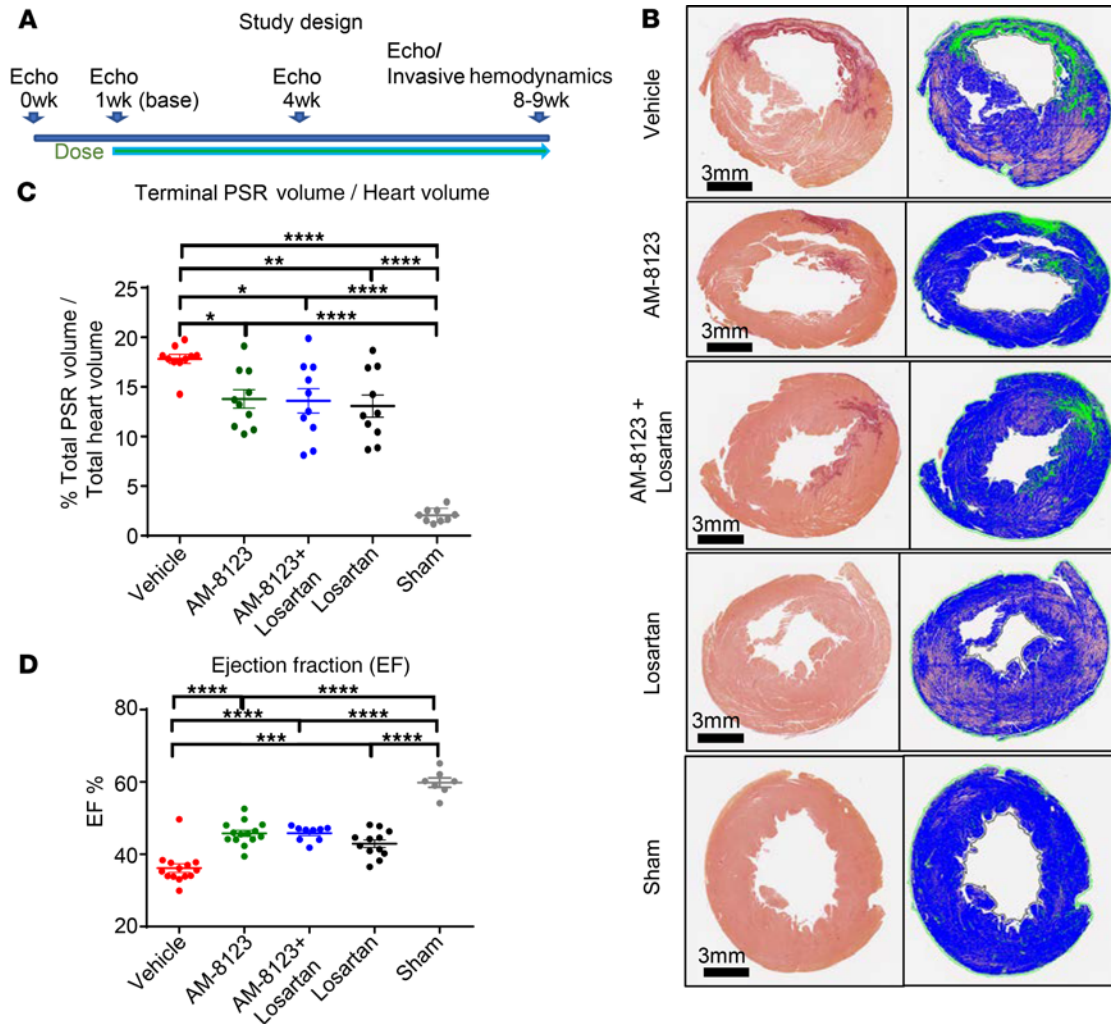 A
Study design
Echo
0wk
Echo
1wk (base)
Echo
4wk
Echo/
Invasive hemodynamics
8-9wk
Dose
B
Vehicle
3mm
AM-8123
3mm
AM-8123 +
Losartan
3mm
Losartan
3mm
Sham
3mm
C
Terminal PSR volume / Heart volume
****
** ****
* ****
* ****
% Total PSR volume /
Total heart volume
25
20
15
10
5
0
Vehicle
AM-8123
AM-8123+
Losartan
Losartan
Sham
D
Ejection fraction (EF)
**** ****
**** ****
*** ****
EF %
80
60
40
20
Vehicle
AM-8123
AM-8123+
Losartan
Losartan
Sham